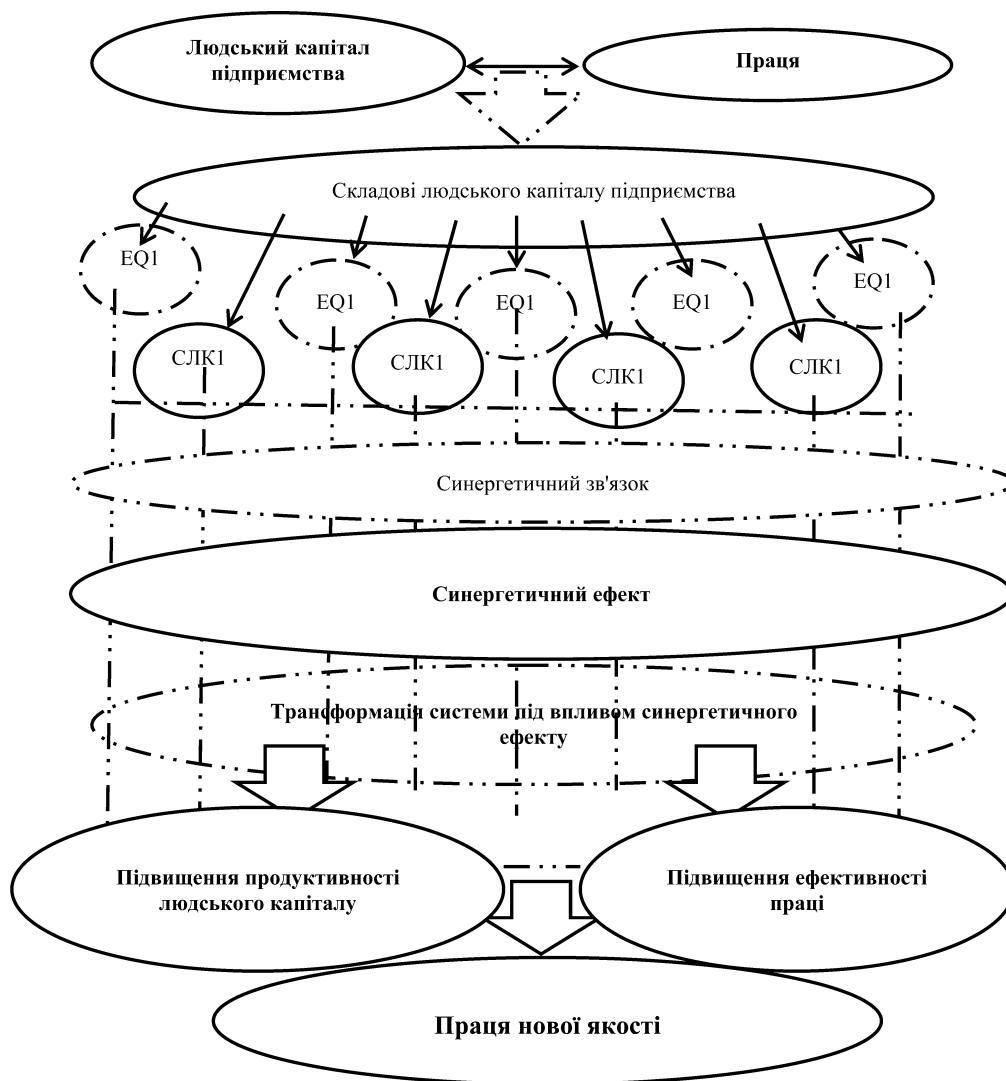 Людський капітал
підприємства
Праця
Складові людського капіталу підприємства
EQ1
EQ1
EQ1
EQ1
EQ1
СЛК1
СЛК1
СЛК1
СЛК1
Синергетичний зв'язок
Синергетичний ефект
Трансформація системи під впливом синергетичного
ефекту
Підвищення продуктивності
людського капіталу
Підвищення ефективності
праці
Праця нової якості